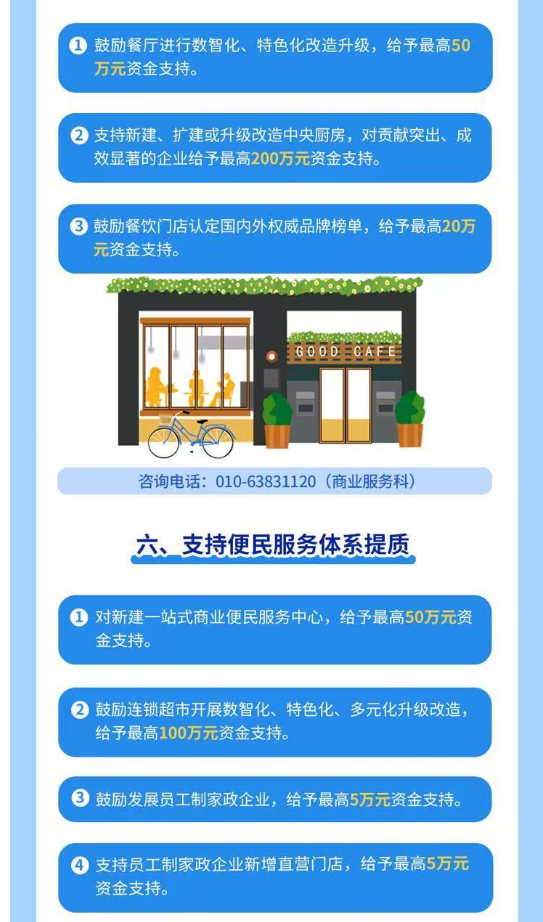 1 鼓励餐厅进行数智化、特色化改造升级，给予最高50
万元资金支持。
2 支持新建、扩建或升级改造中央厨房，对贡献突出、成
效显著的企业给予最高200万元资金支持。
3 鼓励餐饮门店认定国内外权威品牌榜单，给予最高20万
元资金支持。
GOOD CAFE
咨询电话：010-63831120（商业服务科）
六、支持便民服务体系提质
1 对新建一站式商业便民服务中心，给予最高50万元资
金支持。
2 鼓励连锁超市开展数智化、特色化、多元化升级改造，
给予最高100万元资金支持。
3 鼓励发展员工制家政企业，给予最高5万元资金支持。
4 支持员工制家政企业新增直营门店，给予最高5万元
资金支持。